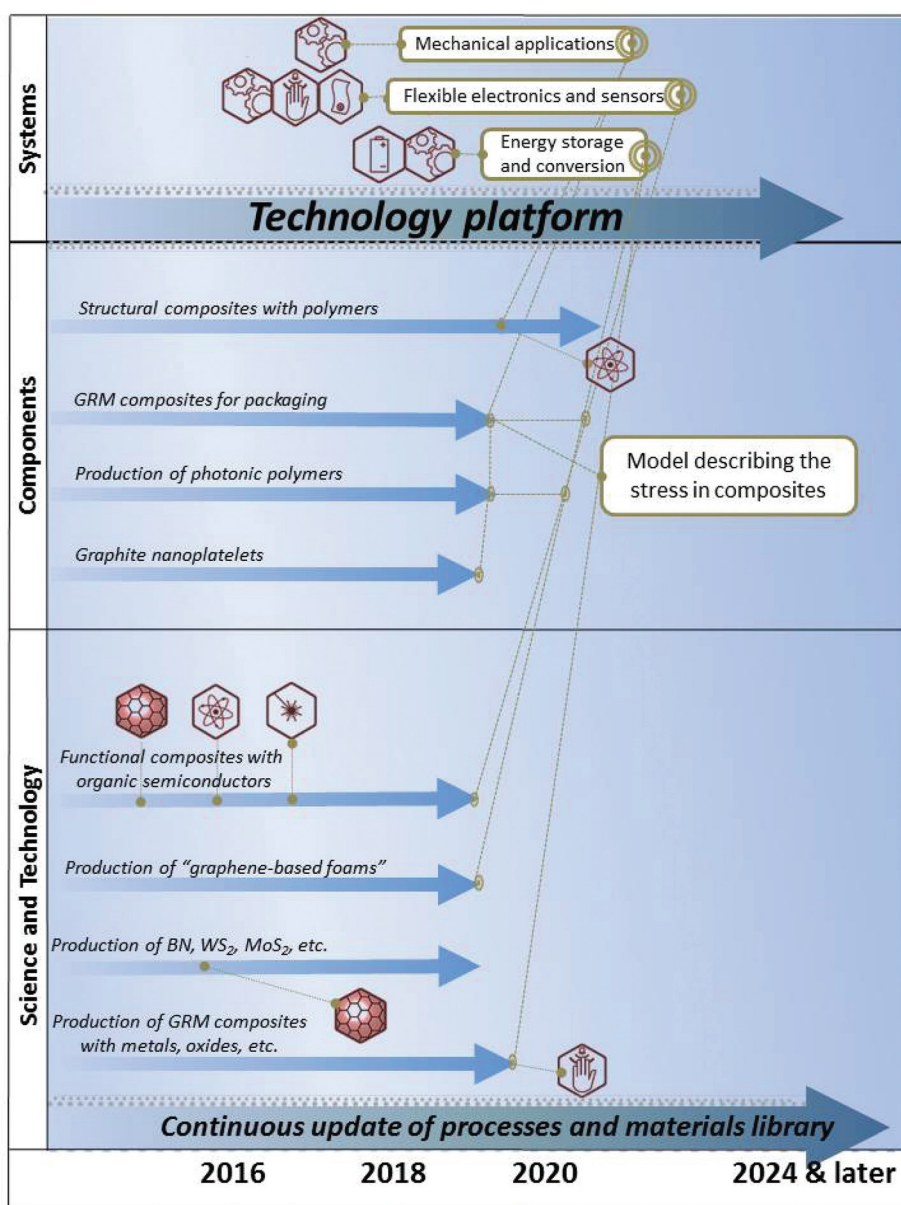 Systems
Mechanical applications
Flexible electronics and sensors
Energy storage
and conversion
Technology platform
Components
Structural composites with polymers
GRM composites for packaging
Production of photonic polymers
Graphite nanoplatelets
Model describing the
stress in composites
Science and Technology
Functional composites with
organic semiconductors
Production of “graphene-based foams”
Production of BN, WS₂, MoS₂, etc.
Production of GRM composites
with metals, oxides, etc.
Continuous update of processes and materials library
2016 2018 2020 2024 & later